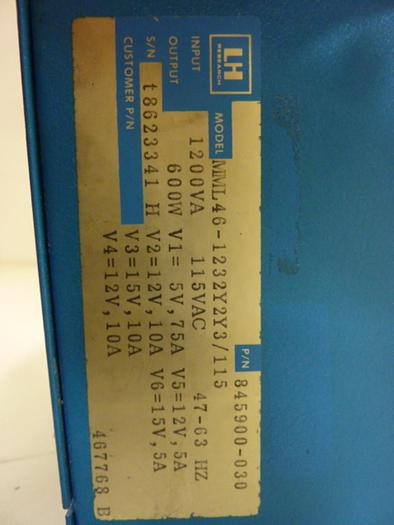 LH RESEARCH
MODEL MML46-1232Y2Y3/115 P/N 845900-030
INPUT 1200VA 115VAC 47-63 HZ
OUTPUT 600W V1= 5V,75A V5=12V,5A
S/N t8623341 H V2=12V,10A V6=15V,5A
V3=15V,10A
CUSTOMER P/N V4=12V,10A
467768 B